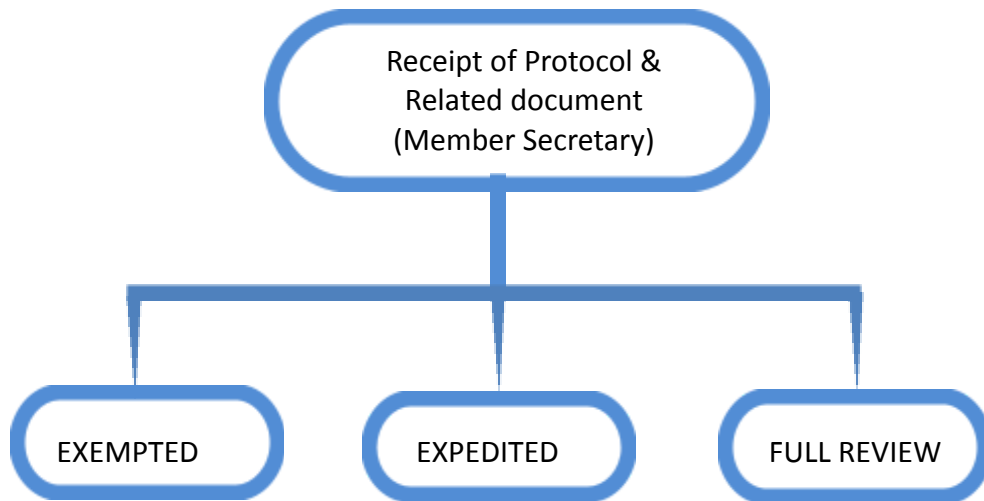 Receipt of Protocol &
Related document
(Member Secretary)
EXEMPTED
EXPEDITED
FULL REVIEW